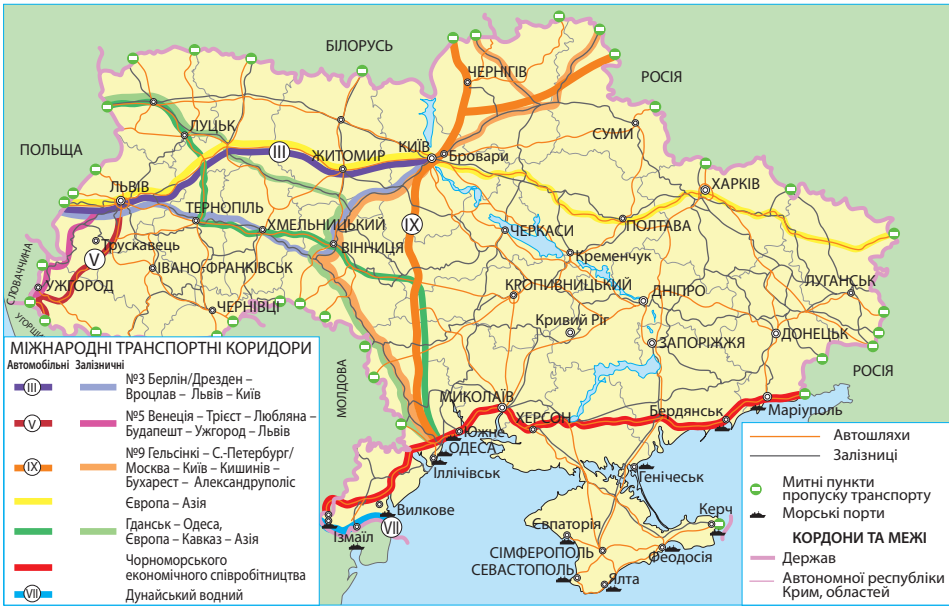 БІЛОРУСЬ
РОСІЯ
ПОЛЬЩА
СЛОВАЧЧИНА
МОЛДОВА
РОСІЯ
ЧЕРНІГІВ
СУМИ
ЛУЦЬК
ЖИТОМИР
КИЇВ
Бровари
III
ХАРКІВ
ЛЬВІВ
ТЕРНОПІЛЬ
ХМЕЛЬНИЦЬКИЙ
ВІННИЦЯ
IX
ЧЕРКАСИ
ПОЛТАВА
Кременчук
Трускавець
V
ІВАНО-ФРАНКІВСЬК
УЖГОРОД
ЧЕРНІВЦІ
КРОПИВНИЦЬКИЙ
ДНІПРО
ЛУГАНСЬК
Кривий Ріг
ЗАПОРІЖЖЯ
ДОНЕЦЬК
МИКОЛАЇВ
ХЕРСОН
Бердянськ
Маріуполь
Южне
ОДЕСА
Іллічівськ
Генічеськ
Вилкове
VII
Ізмаїл
Євпаторія
Керч
СІМФЕРОПОЛЬ
Феодосія
СЕВАСТОПОЛЬ
Ялта
МІЖНАРОДНІ ТРАНСПОРТНІ КОРИДОРИ
Автомобільні Залізничні
III №3 Берлін/Дрезден –
Вроцлав – Львів – Київ
V №5 Венеція – Трієст – Любляна –
Будапешт – Ужгород – Львів
IX №9 Гельсінкі – С.-Петербург/
Москва – Київ – Кишинів –
Бухарест – Александруполіс
Європа – Азія
Гданськ – Одеса,
Європа – Кавказ – Азія
Чорноморського
економічного співробітництва
VII Дунайський водний
Автошляхи
Залізниці
Митні пункти
пропуску транспорту
Морські порти
КОРДОНИ ТА МЕЖІ
Держав
Автономної республіки
Крим, областей